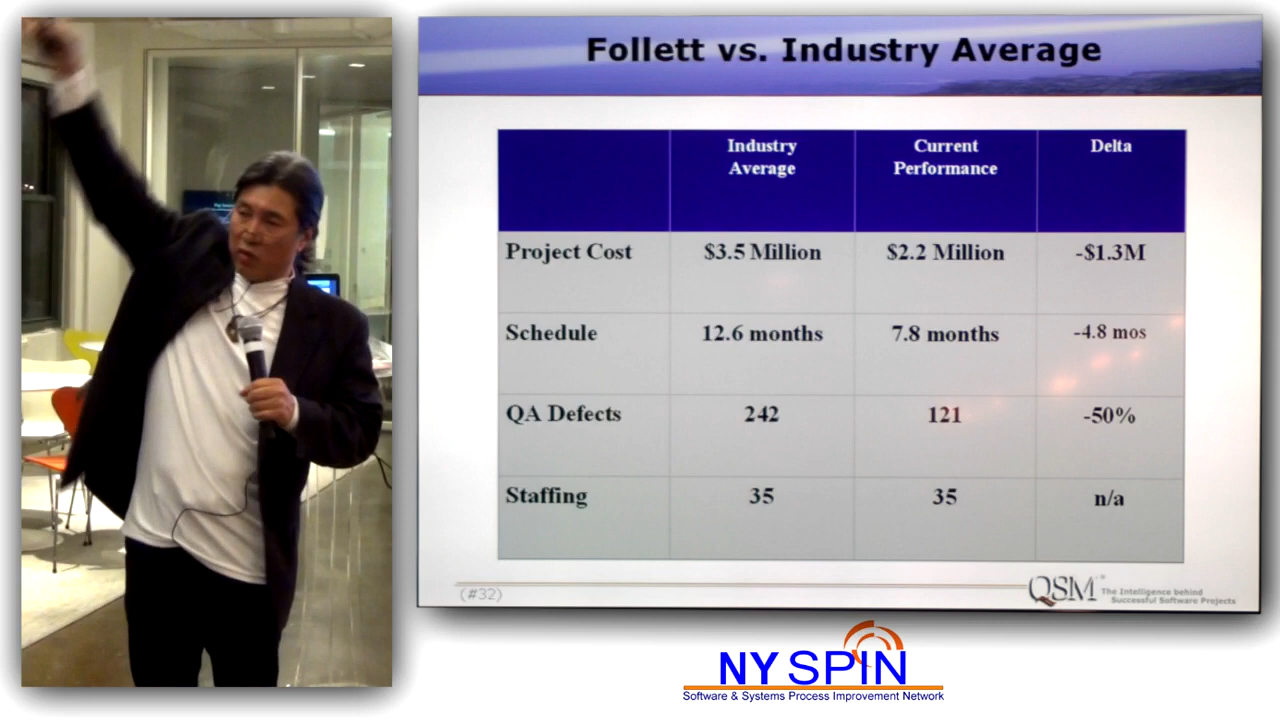 Follett vs. Industry Average
Industry
Average
Current
Performance
Delta
Project Cost $3.5 Million $2.2 Million -$1.3M
Schedule 12.6 months 7.8 months -4.8 mos
QA Defects 242 121 -50%
Staffing 35 35 n/a
(#32)
QSM
The Intelligence behind
Successful Software Projects
NY SPIN
Software & Systems Process Improvement Network